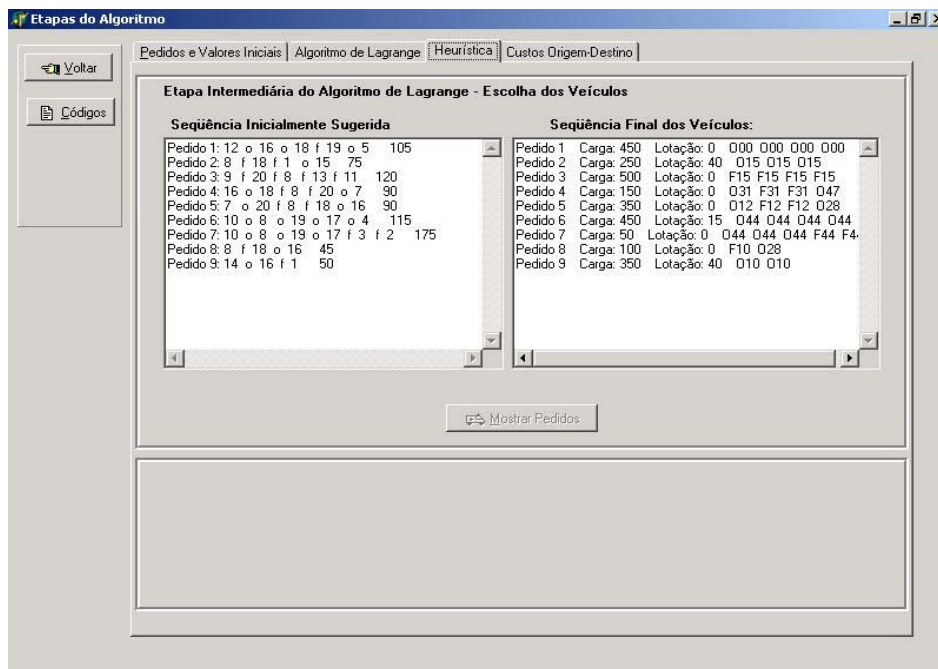 Etapas do Algoritmo
Voltar
Códigos
Pedidos e Valores Iniciais
Algoritmo de Lagrange
Heurística
Custos Origem-Destino
Etapa Intermediária do Algoritmo de Lagrange - Escolha dos Veículos
Seqüência Inicialmente Sugerida
Pedido 1: 12 o 16 o 18 f 19 o 5 105
Pedido 2: 8 f 18 f 1 o 15 75
Pedido 3: 9 f 20 f 8 f 13 f 11 120
Pedido 4: 16 o 18 f 8 f 20 o 7 90
Pedido 5: 7 o 20 f 8 f 18 o 16 90
Pedido 6: 10 o 8 o 19 o 17 o 4 115
Pedido 7: 10 o 8 o 19 o 17 f 3 f 2 175
Pedido 8: 8 f 18 o 16 45
Pedido 9: 14 o 16 f 1 50
Seqüência Final dos Veículos:
Pedido 1 Carga: 450 Lotação: 0 O00 O00 O00 O00
Pedido 2 Carga: 250 Lotação: 40 O15 O15 O15
Pedido 3 Carga: 500 Lotação: 0 F15 F15 F15 F15
Pedido 4 Carga: 150 Lotação: 0 O31 F31 F31 O47
Pedido 5 Carga: 350 Lotação: 0 O12 F12 F12 O28
Pedido 6 Carga: 450 Lotação: 15 O44 O44 O44 O44
Pedido 7 Carga: 50 Lotação: 0 O44 O44 O44 F44 F4
Pedido 8 Carga: 100 Lotação: 0 F10 O28
Pedido 9 Carga: 350 Lotação: 40 O10 O10
Mostrar Pedidos